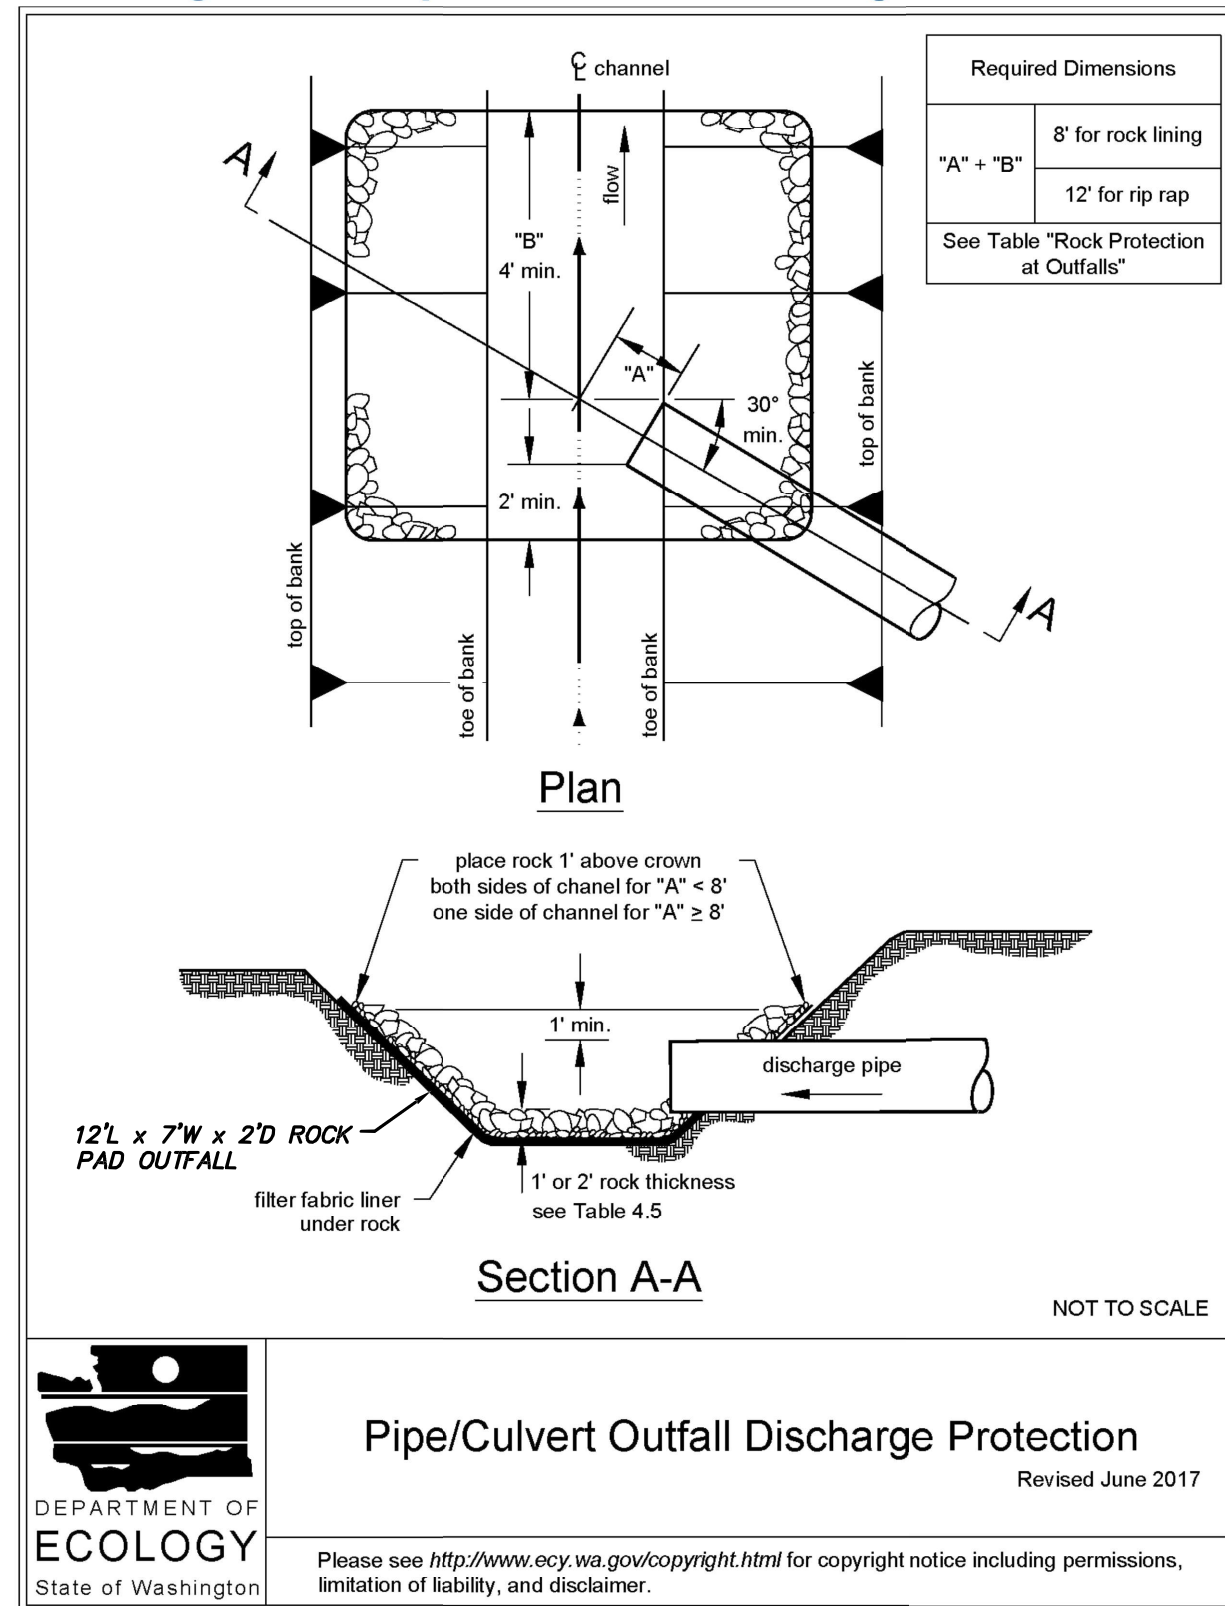 ℄ channel
Required Dimensions
"A" + "B"
8' for rock lining
12' for rip rap
See Table "Rock Protection
at Outfalls"
A
flow
"B"
4' min.
"A"
30°
min.
top of bank
2' min.
top of bank
toe of bank
toe of bank
A
Plan
place rock 1' above crown
both sides of chanel for "A" < 8'
one side of channel for "A" ≥ 8'
1' min.
discharge pipe
12'L x 7'W x 2'D ROCK
PAD OUTFALL
filter fabric liner
under rock
1' or 2' rock thickness
see Table 4.5
Section A-A
NOT TO SCALE
DEPARTMENT OF
ECOLOGY
State of Washington
Pipe/Culvert Outfall Discharge Protection
Revised June 2017
Please see http://www.ecy.wa.gov/copyright.html for copyright notice including permissions,
limitation of liability, and disclaimer.